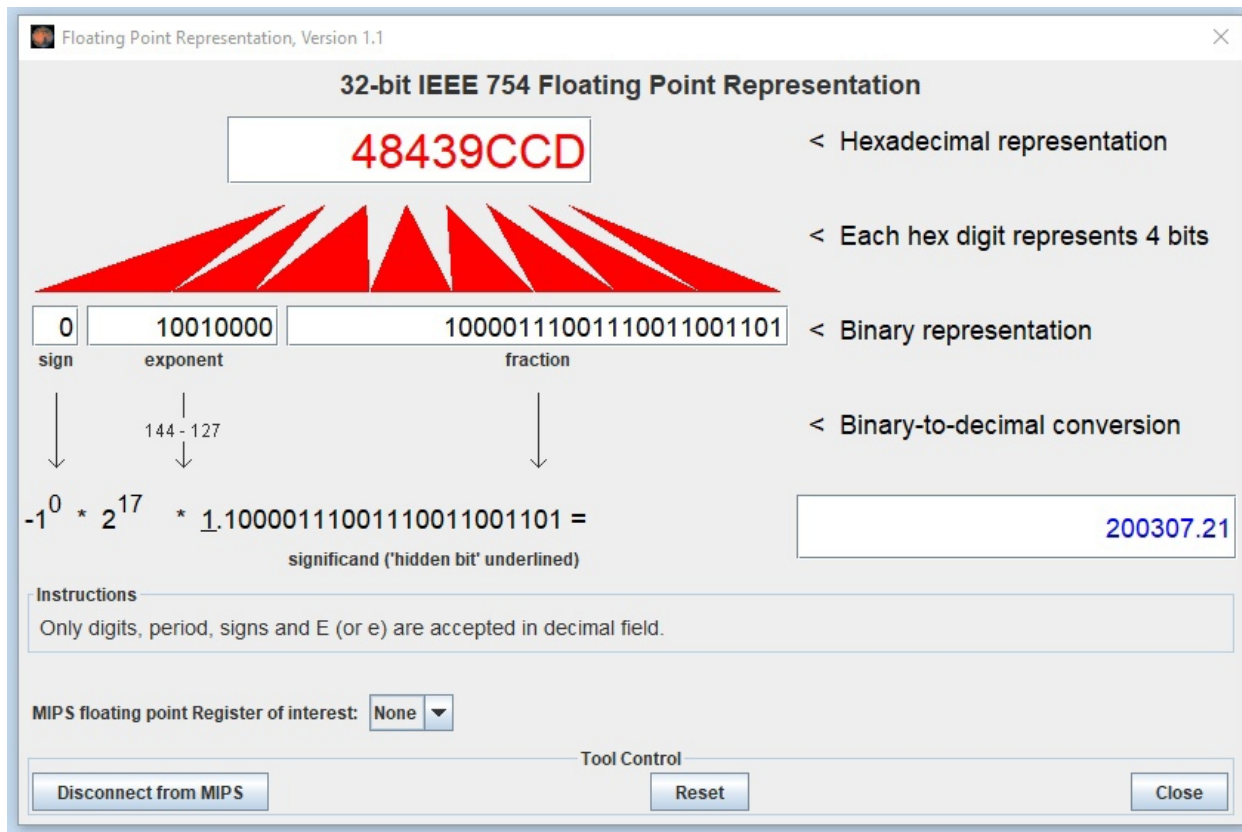 Floating Point Representation, Version 1.1
32-bit IEEE 754 Floating Point Representation
48439CCD
< Hexadecimal representation
< Each hex digit represents 4 bits
0 10010000 10000111001110011001101
< Binary representation
sign exponent fraction
144 - 127
< Binary-to-decimal conversion
-1^0 * 2^17 * 1.10000111001110011001101 =
200307.21
significand ('hidden bit' underlined)
Instructions
Only digits, period, signs and E (or e) are accepted in decimal field.
MIPS floating point Register of interest: None
Tool Control
Disconnect from MIPS Reset Close